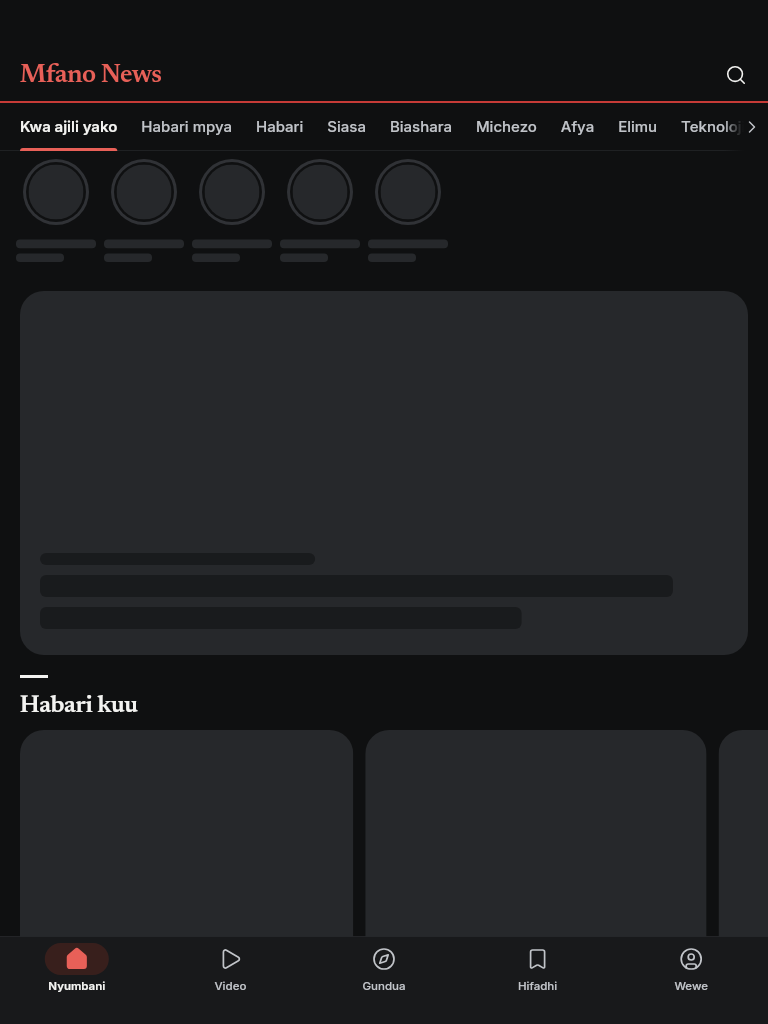 Mfano News
Kwa ajili yako Habari mpya Habari Siasa Biashara Michezo Afya Elimu
Habari kuu
Nyumbani Video Gundua Hifadhi Wewe